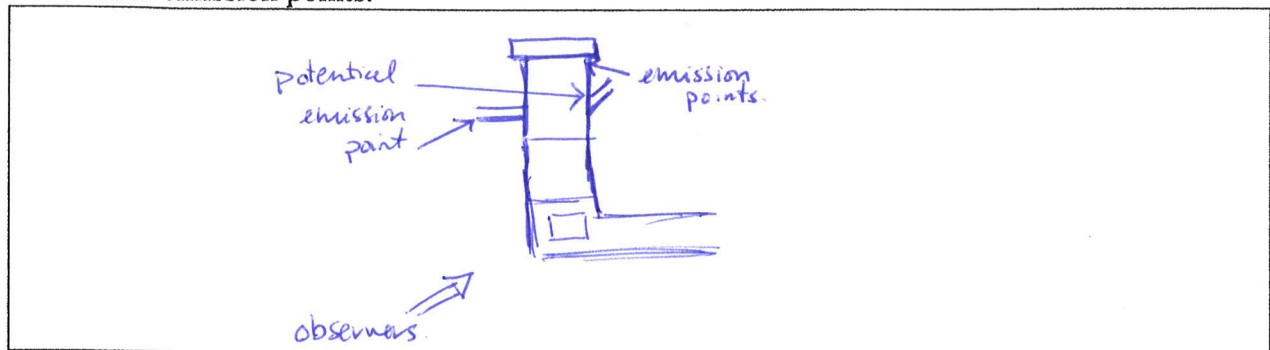 potential
emission
point
emission
points.
observers.